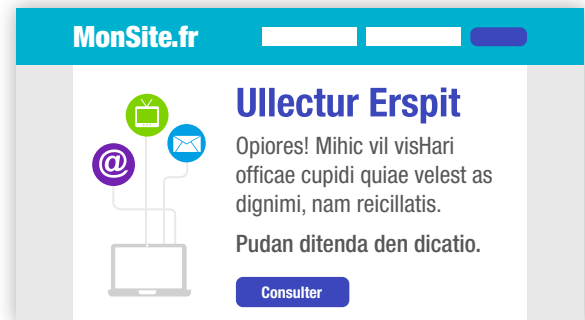 MonSite.fr
@
Ullectur Erspit
Opiores! Mihic vil visHari
officae cupidi quiae velest as
dignimi, nam reicillatis.
Pudan ditenda den dicatio.
Consulter